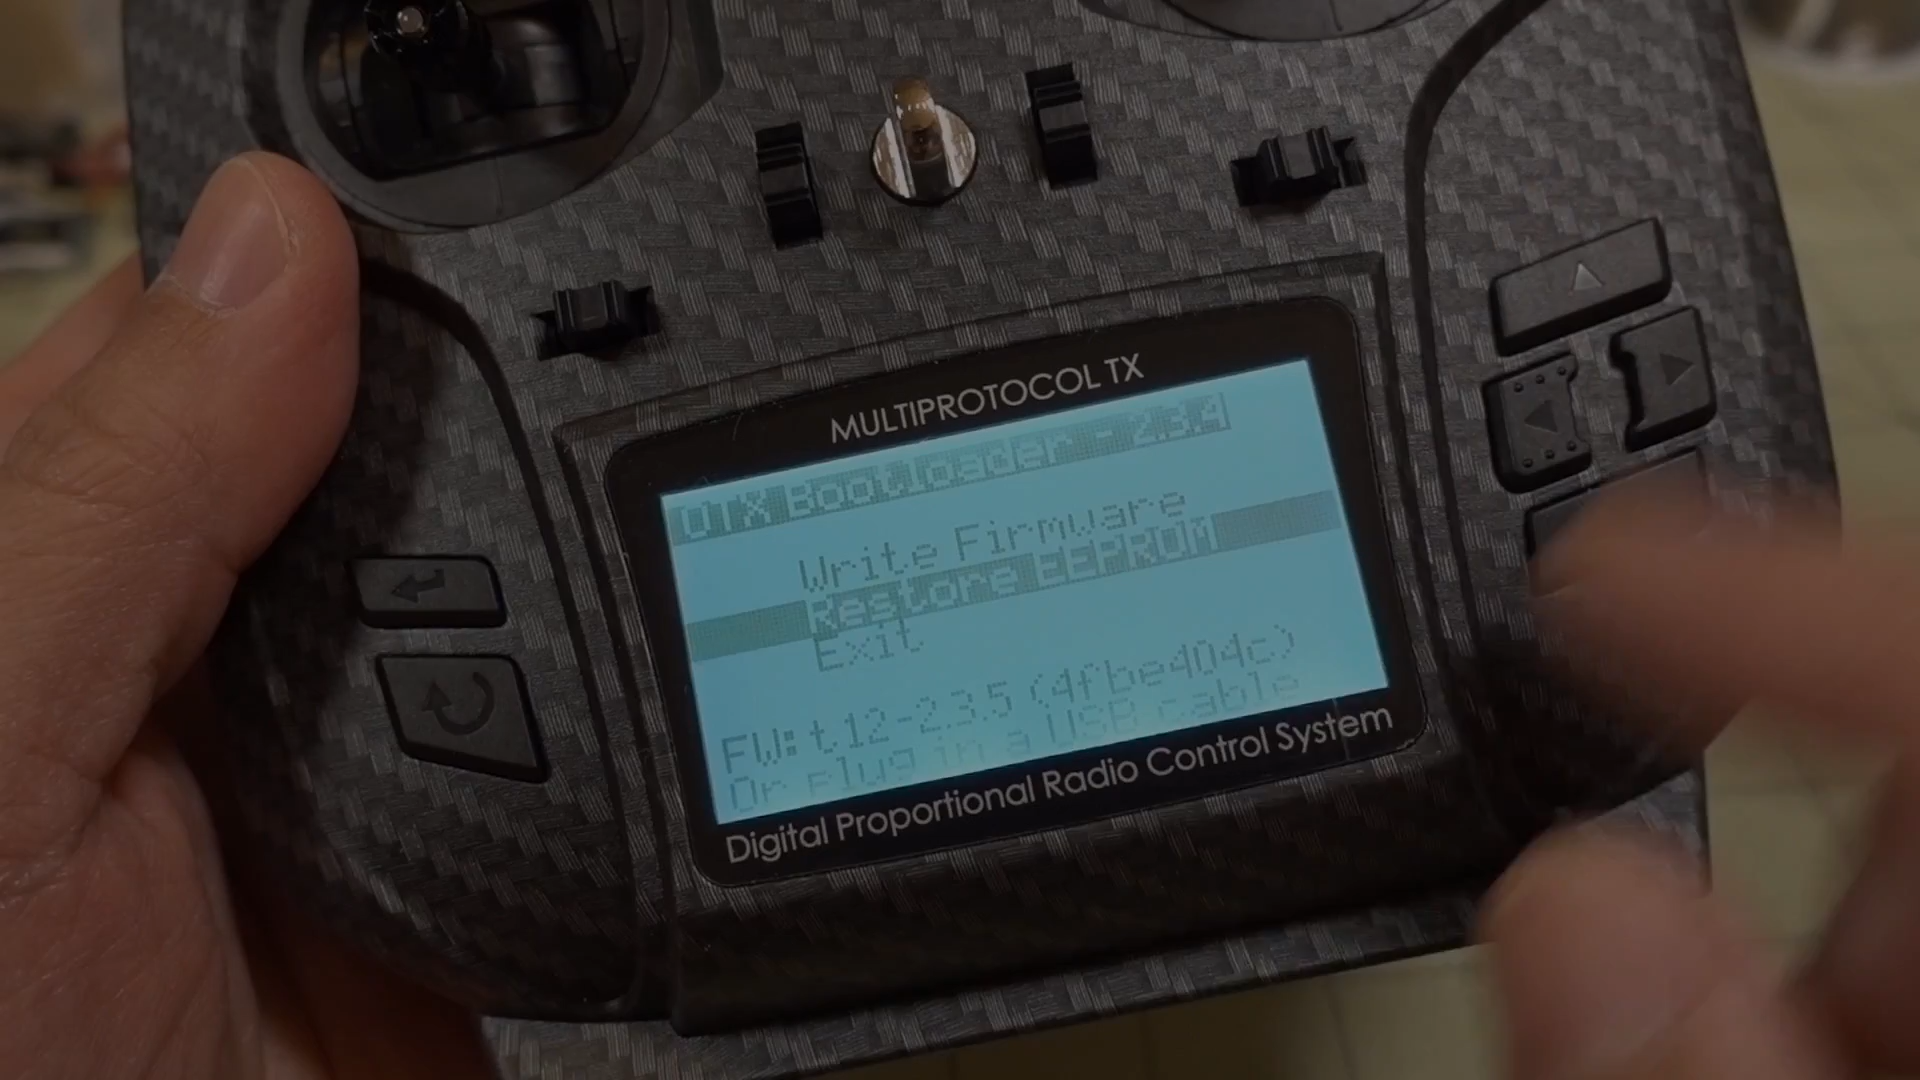 MULTIPROTOCOL TX
OTX Bootloader - 2.3.4
Write Firmware
Restore EEPROM
Exit
FW: t12-2.3.5 (4fbe404c)
Or plug in a USB cable
Digital Proportional Radio Control System